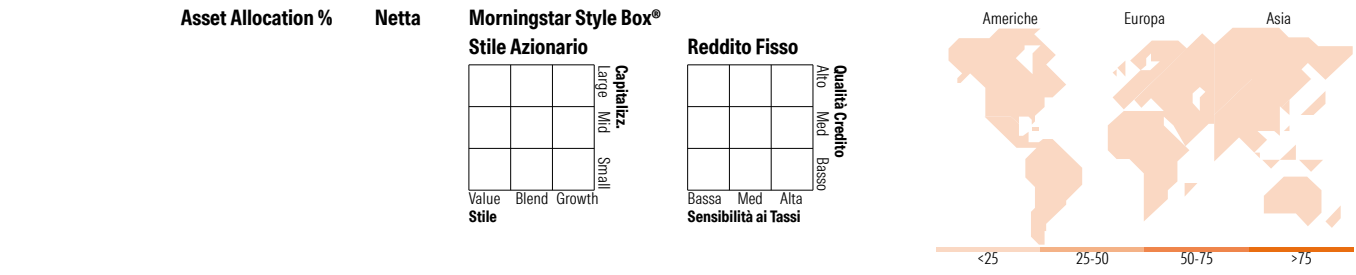 Asset Allocation % Netta
Morningstar Style Box®
Stile Azionario
Large Mid Small
Capitalizz.
Value Blend Growth
Stile
Reddito Fisso
Alto Med Basso
Qualità Credito
Bassa Med Alta
Sensibilità ai Tassi
Americhe Europa Asia
<25 25-50 50-75 >75